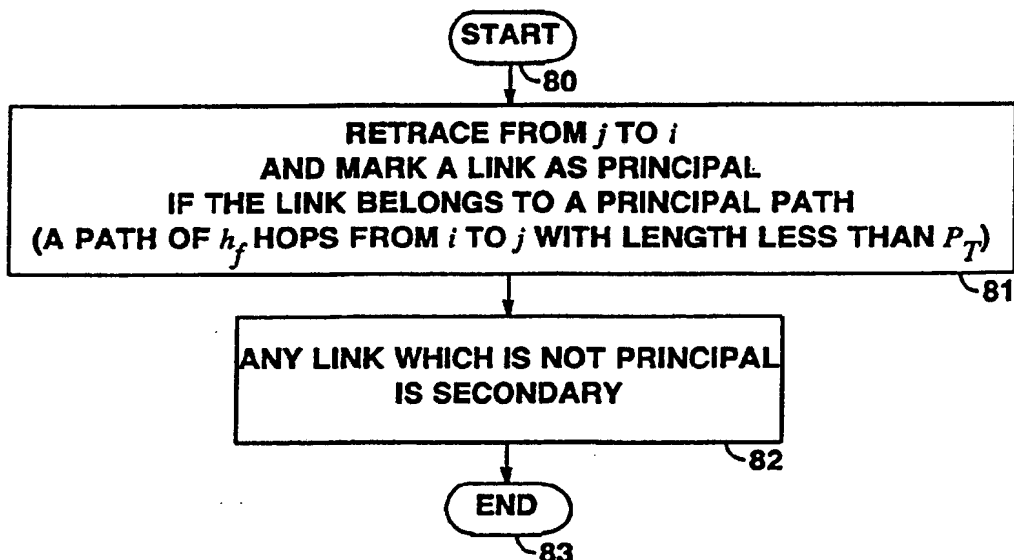 START
80
RETRACE FROM j TO i
AND MARK A LINK AS PRINCIPAL
IF THE LINK BELONGS TO A PRINCIPAL PATH
(A PATH OF h_f HOPS FROM i TO j WITH LENGTH LESS THAN P_T)
81
ANY LINK WHICH IS NOT PRINCIPAL
IS SECONDARY
82
END
83